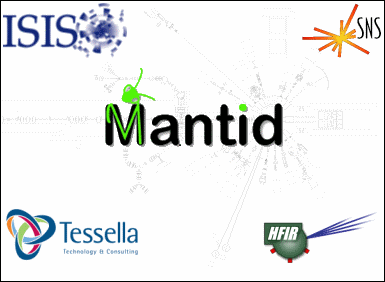 ISIS
SNS
Mantid
Tessella
Technology & Consulting
HFIR